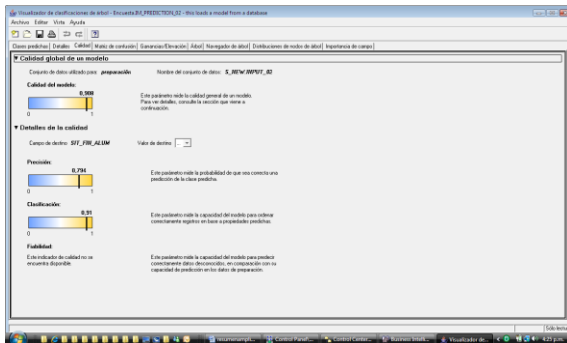 Visualizador de clasificaciones de árbol - Encuesta.BX_PREDICTION_02 - this loads a model from a database
Archivo Editar Vista Ayuda
Clases predichas Detalles Calidad Matriz de confusión Ganancias/Elevación Árbol Navegador de árbol Distribuciones de nodos de árbol Importancia de campo
Calidad global de un modelo
Conjunto de datos utilizado para: preparación Nombre del conjunto de datos: S_NEW INPUT_02
Calidad del modelo:
0,908
Este parámetro mide la calidad general de un modelo.
Para ver detalles, consulte la sección que viene a
continuación.
0 1
Detalles de la calidad
Campo de destino SIT_FIN_ALUM Valor de destino ...
Precisión:
0,794
Este parámetro mide la probabilidad de que sea correcta una
predicción de la clase predicha.
0 1
Clasificación:
0,91
Este parámetro mide la capacidad del modelo para ordenar
correctamente registros en base a propiedades predichas.
0 1
Fiabilidad:
Este indicador de calidad no se
encuentra disponible.
Este parámetro mide la capacidad del modelo para predecir
correctamente datos desconocidos, en comparación con su
capacidad de predicción en los datos de preparación.
Sólo lectu
resumenampli... Control Panel... Control Center... Business Intelli... Visualizador de... 4:25 p.m.